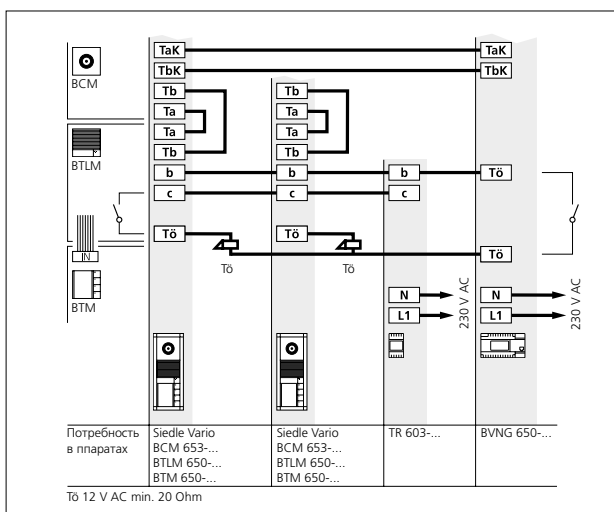 TaK TaK
BCM
TbK TbK
Tb Tb
Ta Ta
BTLM
Ta Ta
Tb Tb
b b b Tö
c c c
Tö Tö Tö
IN Tö Tö
BTM
N N
L1 230 V AC L1 230 V AC
Потребность Siedle Vario Siedle Vario TR 603-... BVNG 650-...
в ппаратах BCM 653-... BCM 653-...
BTLM 650-... BTLM 650-...
BTM 650-... BTM 650-...
Tö 12 V AC min. 20 Ohm